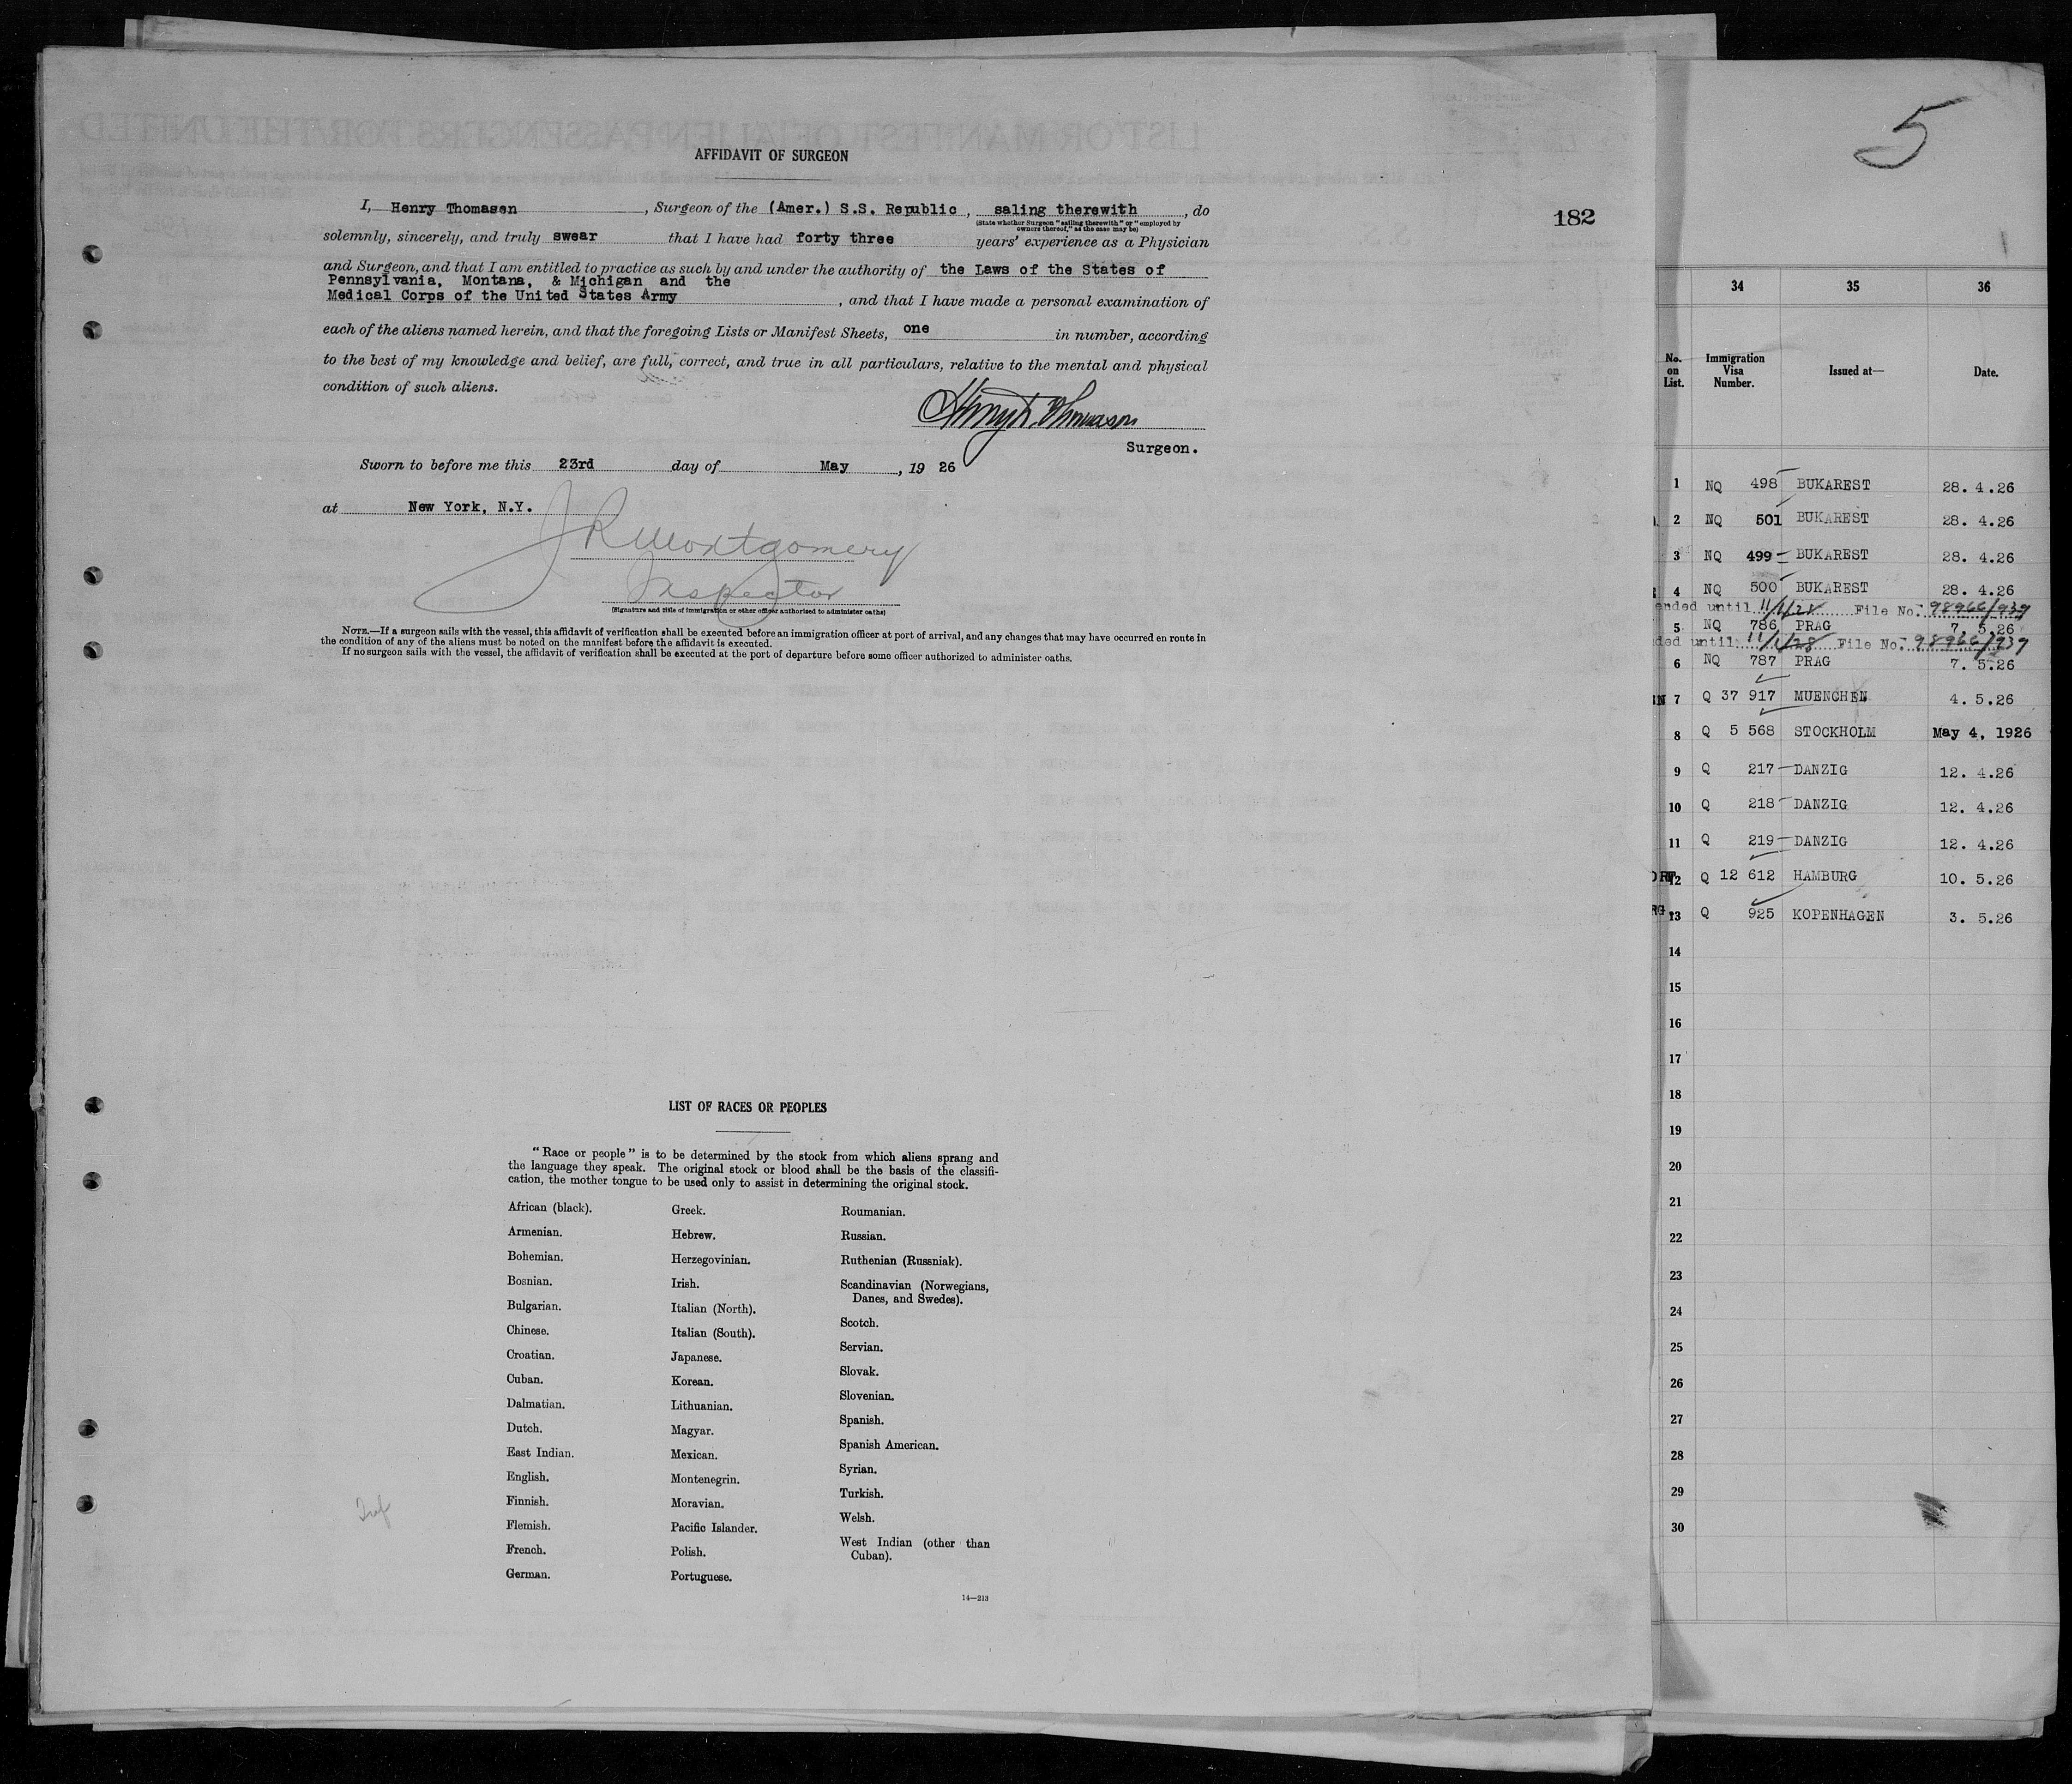 AFFIDAVIT OF SURGEON
I, Henry Thomasen, Surgeon of the (Amer.) S.S. Republic, saling therewith, do
(State whether Surgeon "sailing therewith" or "employed by
owners thereof," as the case may be)
solemnly, sincerely, and truly swear that I have had forty three years' experience as a Physician
and Surgeon, and that I am entitled to practice as such by and under the authority of the Laws of the States of
Pennsylvania, Montana, & Michigan and the
Medical Corps of the United States Army, and that I have made a personal examination of
each of the aliens named herein, and that the foregoing Lists or Manifest Sheets, one in number, according
to the best of my knowledge and belief, are full, correct, and true in all particulars, relative to the mental and physical
condition of such aliens.
Surgeon.
Sworn to before me this 23rd day of May, 19 26
at New York, N.Y.
J R Montgomery
Inspector
(Signature and title of immigration or other officer authorized to administer oaths)
NOTE.—If a surgeon sails with the vessel, this affidavit of verification shall be executed before an immigration officer at port of arrival, and any changes that may have occurred en route in
the condition of any of the aliens must be noted on the manifest before the affidavit is executed.
If no surgeon sails with the vessel, the affidavit of verification shall be executed at the port of departure before some officer authorized to administer oaths.
LIST OF RACES OR PEOPLES
"Race or people" is to be determined by the stock from which aliens sprang and
the language they speak. The original stock or blood shall be the basis of the classifi-
cation, the mother tongue to be used only to assist in determining the original stock.
African (black).
Armenian.
Bohemian.
Bosnian.
Bulgarian.
Chinese.
Croatian.
Cuban.
Dalmatian.
Dutch.
East Indian.
English.
Finnish.
Flemish.
French.
German.
Greek.
Hebrew.
Herzegovinian.
Irish.
Italian (North).
Italian (South).
Japanese.
Korean.
Lithuanian.
Magyar.
Mexican.
Montenegrin.
Moravian.
Pacific Islander.
Polish.
Portuguese.
Roumanian.
Russian.
Ruthenian (Russniak).
Scandinavian (Norwegians,
Danes, and Swedes).
Scotch.
Servian.
Slovak.
Slovenian.
Spanish.
Spanish American.
Syrian.
Turkish.
Welsh.
West Indian (other than
Cuban).
14—213
182
5
34 35 36
No. on List. Immigration Visa Number. Issued at— Date.
1 NQ 498 BUKAREST 28. 4.26
2 NQ 501 BUKAREST 28. 4.26
3 NQ 499 BUKAREST 28. 4.26
4 NQ 500 BUKAREST 28. 4.26
ended until 11/1/28 File No. 98966/939
5 NQ 786 PRAG 7. 5.26
ded until 11/1/28 File No. 98966/939
6 NQ 787 PRAG 7. 5.26
7 Q 37 917 MUENCHEN 4. 5.26
8 Q 5 568 STOCKHOLM May 4, 1926
9 Q 217 DANZIG 12. 4.26
10 Q 218 DANZIG 12. 4.26
11 Q 219 DANZIG 12. 4.26
12 Q 12 612 HAMBURG 10. 5.26
13 Q 925 KOPENHAGEN 3. 5.26
14
15
16
17
18
19
20
21
22
23
24
25
26
27
28
29
30